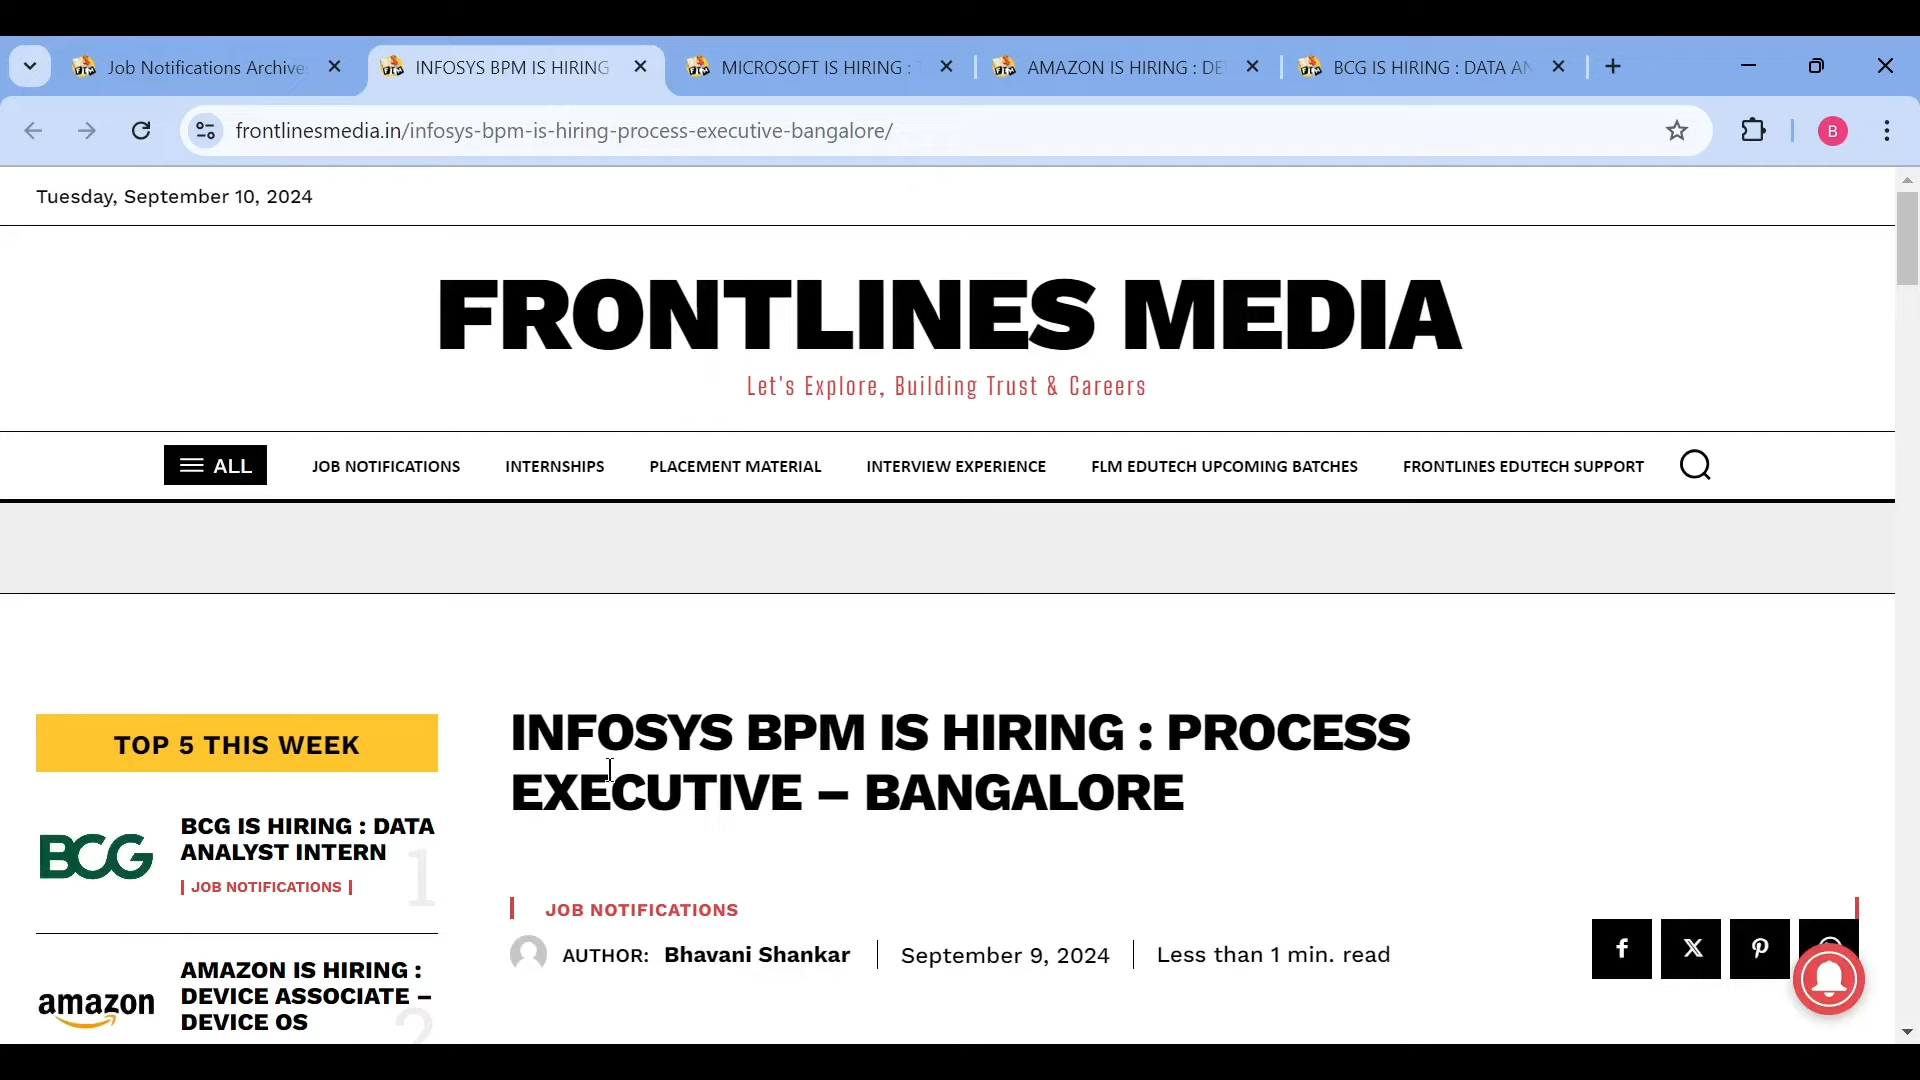 Job Notifications Archive
INFOSYS BPM IS HIRING
MICROSOFT IS HIRING :
AMAZON IS HIRING : DE
BCG IS HIRING : DATA AN
frontlinesmedia.in/infosys-bpm-is-hiring-process-executive-bangalore/
B
Tuesday, September 10, 2024
FRONTLINES MEDIA
Let's Explore, Building Trust & Careers
ALL
JOB NOTIFICATIONS
INTERNSHIPS
PLACEMENT MATERIAL
INTERVIEW EXPERIENCE
FLM EDUTECH UPCOMING BATCHES
FRONTLINES EDUTECH SUPPORT
TOP 5 THIS WEEK
BCG
BCG IS HIRING : DATA
ANALYST INTERN
JOB NOTIFICATIONS
1
amazon
AMAZON IS HIRING :
DEVICE ASSOCIATE –
DEVICE OS
2
INFOSYS BPM IS HIRING : PROCESS
EXECUTIVE – BANGALORE
JOB NOTIFICATIONS
AUTHOR: Bhavani Shankar
September 9, 2024
Less than 1 min. read